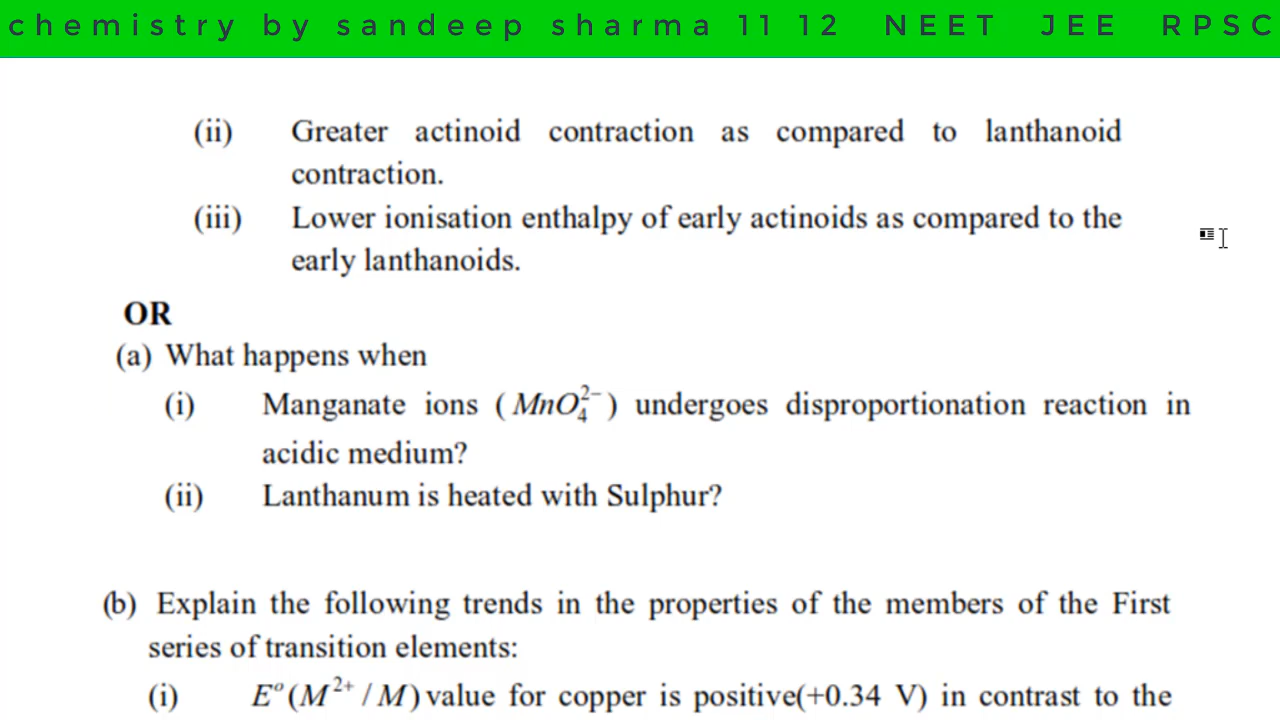 chemistry by sandeep sharma 11 12 NEET JEE RPSC
(ii) Greater actinoid contraction as compared to lanthanoid
contraction.
(iii) Lower ionisation enthalpy of early actinoids as compared to the
early lanthanoids.
OR
(a) What happens when
(i) Manganate ions ( MnO₄²⁻ ) undergoes disproportionation reaction in
acidic medium?
(ii) Lanthanum is heated with Sulphur?
(b) Explain the following trends in the properties of the members of the First
series of transition elements:
(i) Eº(M²⁺ / M) value for copper is positive(+0.34 V) in contrast to the